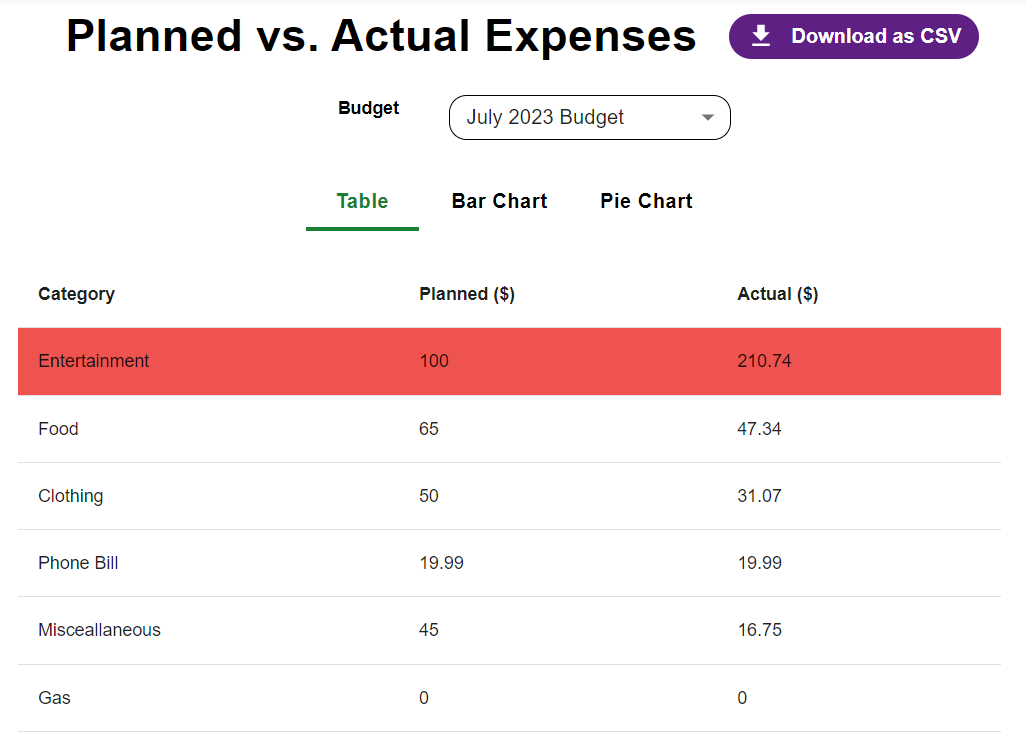 Planned vs. Actual Expenses
Download as CSV
Budget
July 2023 Budget
Table Bar Chart Pie Chart
Category Planned ($) Actual ($)
Entertainment 100 210.74
Food 65 47.34
Clothing 50 31.07
Phone Bill 19.99 19.99
Misceallaneous 45 16.75
Gas 0 0